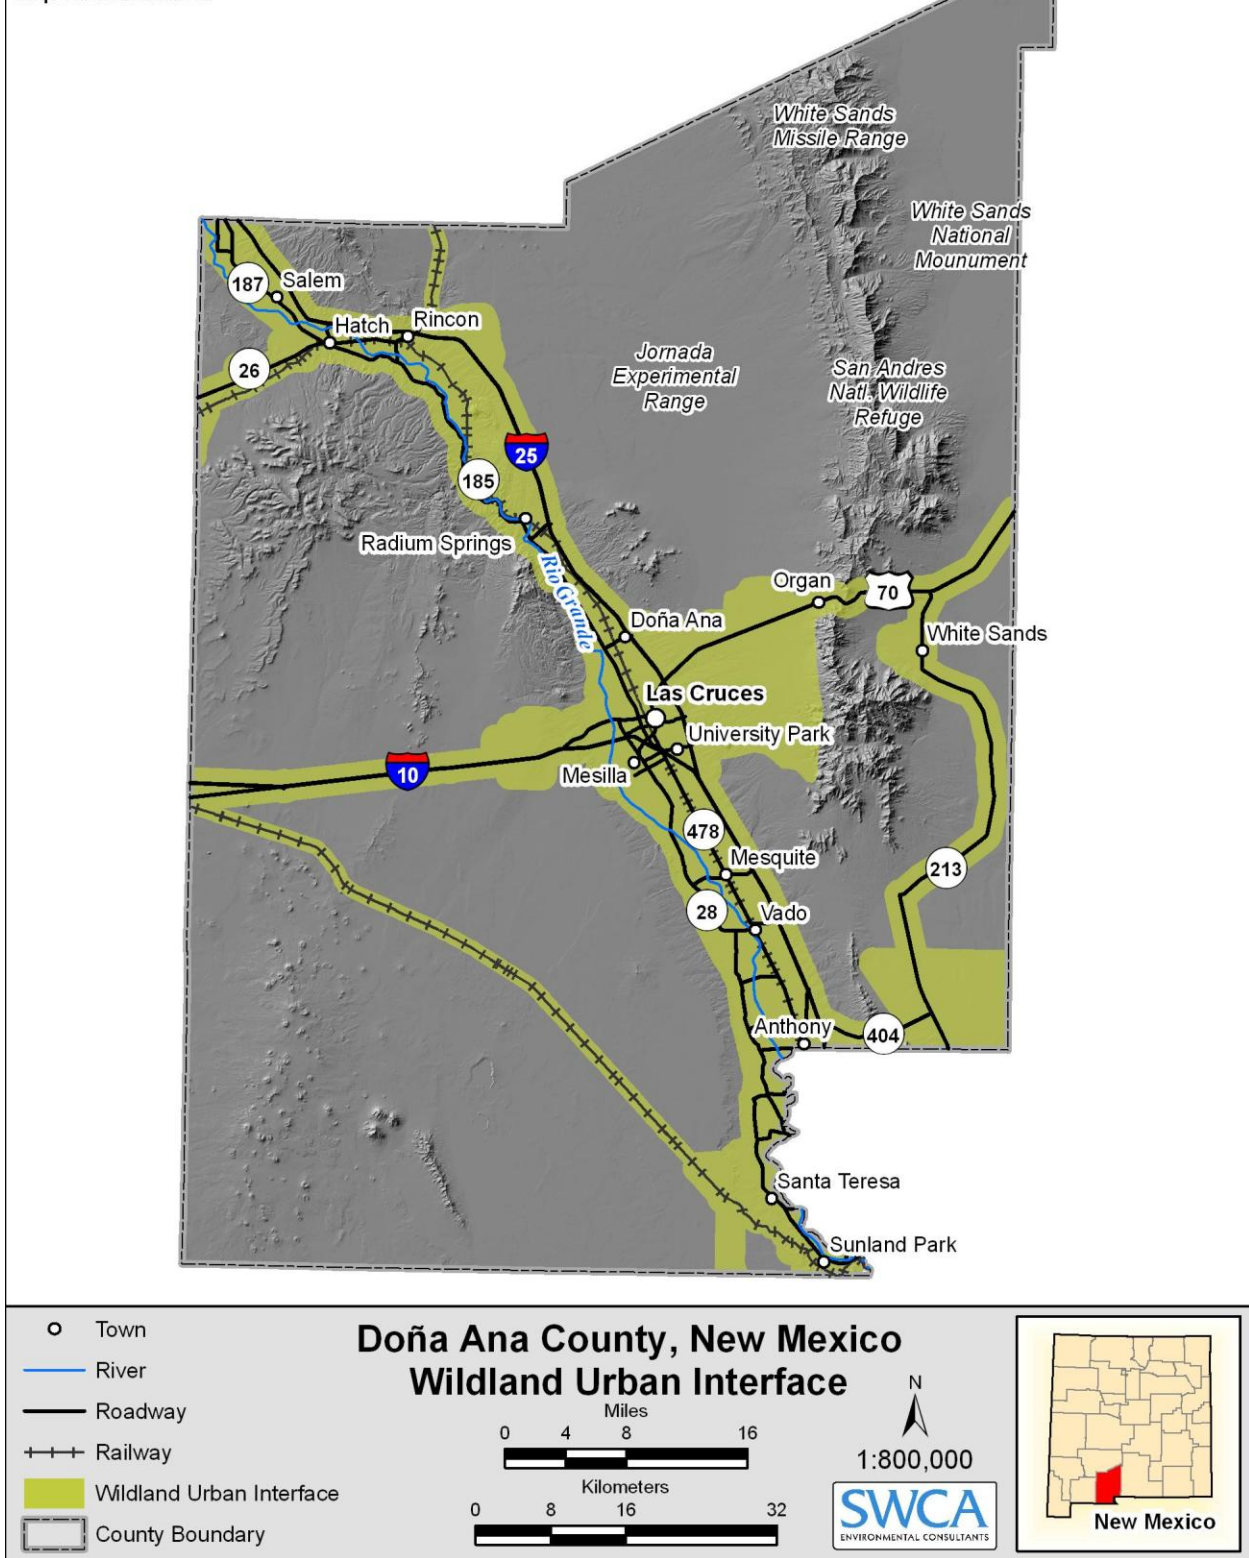 White Sands
Missile Range
White Sands
National
Mounument
187
Salem
Hatch
Rincon
26
Jornada
Experimental
Range
San Andres
Natl. Wildlife
Refuge
25
185
Radium Springs
Rio Grande
Organ
70
Doña Ana
White Sands
Las Cruces
University Park
10
Mesilla
478
Mesquite
213
28
Vado
Anthony
404
Santa Teresa
Sunland Park
Town
River
Roadway
Railway
Wildland Urban Interface
County Boundary
Doña Ana County, New Mexico
Wildland Urban Interface
Miles
0 4 8 16
Kilometers
0 8 16 32
N
1:800,000
SWCA
ENVIRONMENTAL CONSULTANTS
New Mexico